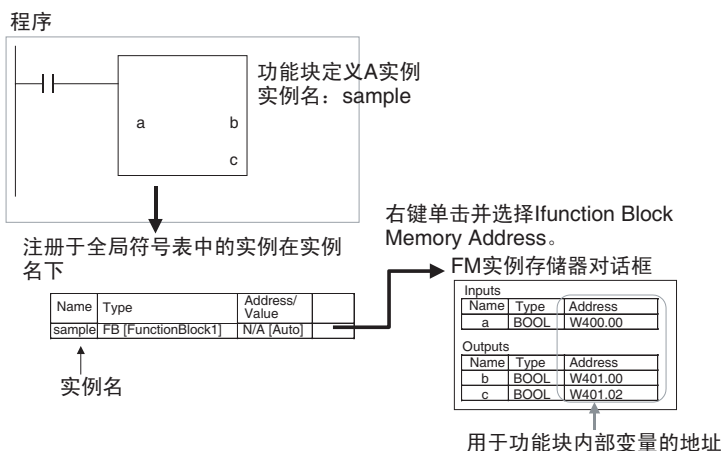 程序
功能块定义A实例
实例名：sample
a b
c
注册于全局符号表中的实例在实例
名下
Name Type Address/
Value
sample FB [FunctionBlock1] N/A [Auto]
实例名
右键单击并选择Ifunction Block
Memory Address。
FM实例存储器对话框
Inputs
Name Type Address
a BOOL W400.00
Outputs
Name Type Address
b BOOL W401.00
c BOOL W401.02
用于功能块内部变量的地址